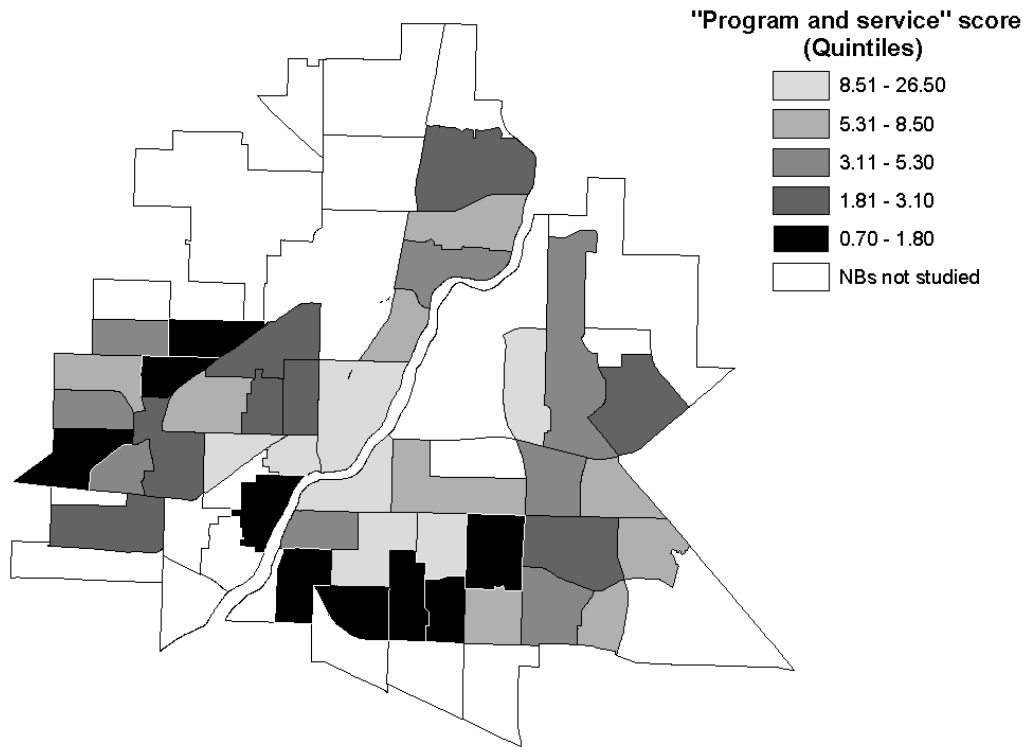 "Program and service" score
(Quintiles)
8.51 - 26.50
5.31 - 8.50
3.11 - 5.30
1.81 - 3.10
0.70 - 1.80
NBs not studied